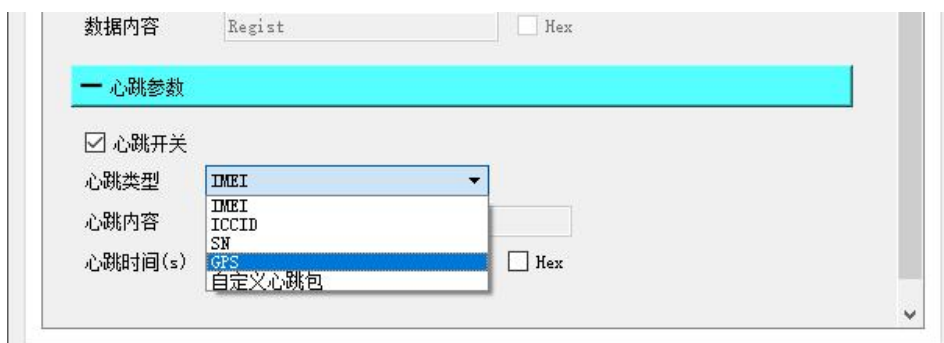 数据内容 Regist Hex
心跳参数
心跳开关
心跳类型 IMEI
IMEI
心跳内容 ICCID
SN
心跳时间(s) GPS Hex
自定义心跳包